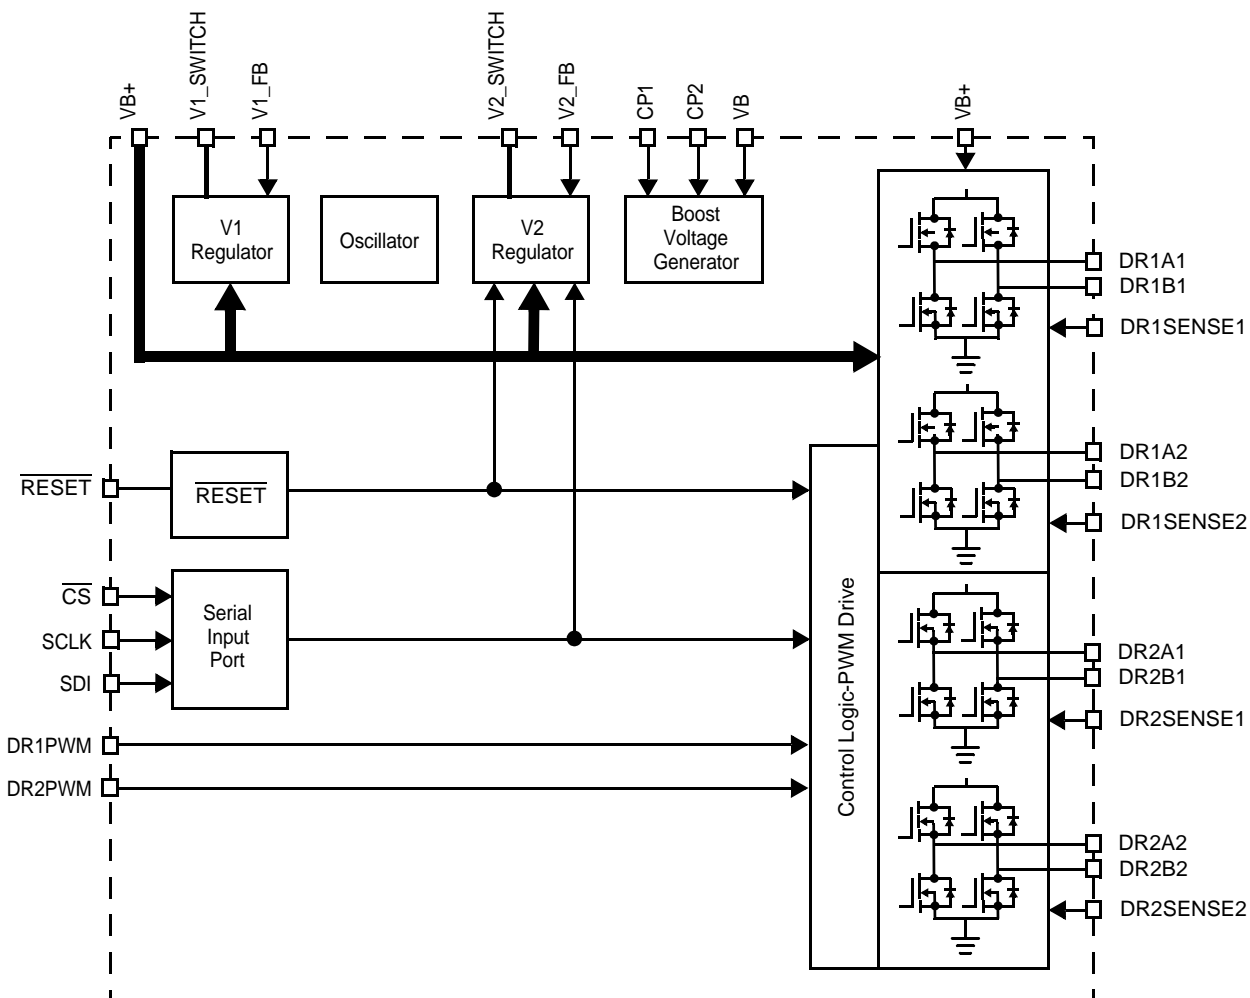 VB+
V1_SWITCH
V1_FB
V2_SWITCH
V2_FB
CP1
CP2
VB
VB+
V1
Regulator
Oscillator
V2
Regulator
Boost
Voltage
Generator
DR1A1
DR1B1
DR1SENSE1
DR1A2
DR1B2
DR1SENSE2
RESET
RESET
CS
SCLK
SDI
Serial
Input
Port
DR1PWM
DR2PWM
Control Logic-PWM Drive
DR2A1
DR2B1
DR2SENSE1
DR2A2
DR2B2
DR2SENSE2